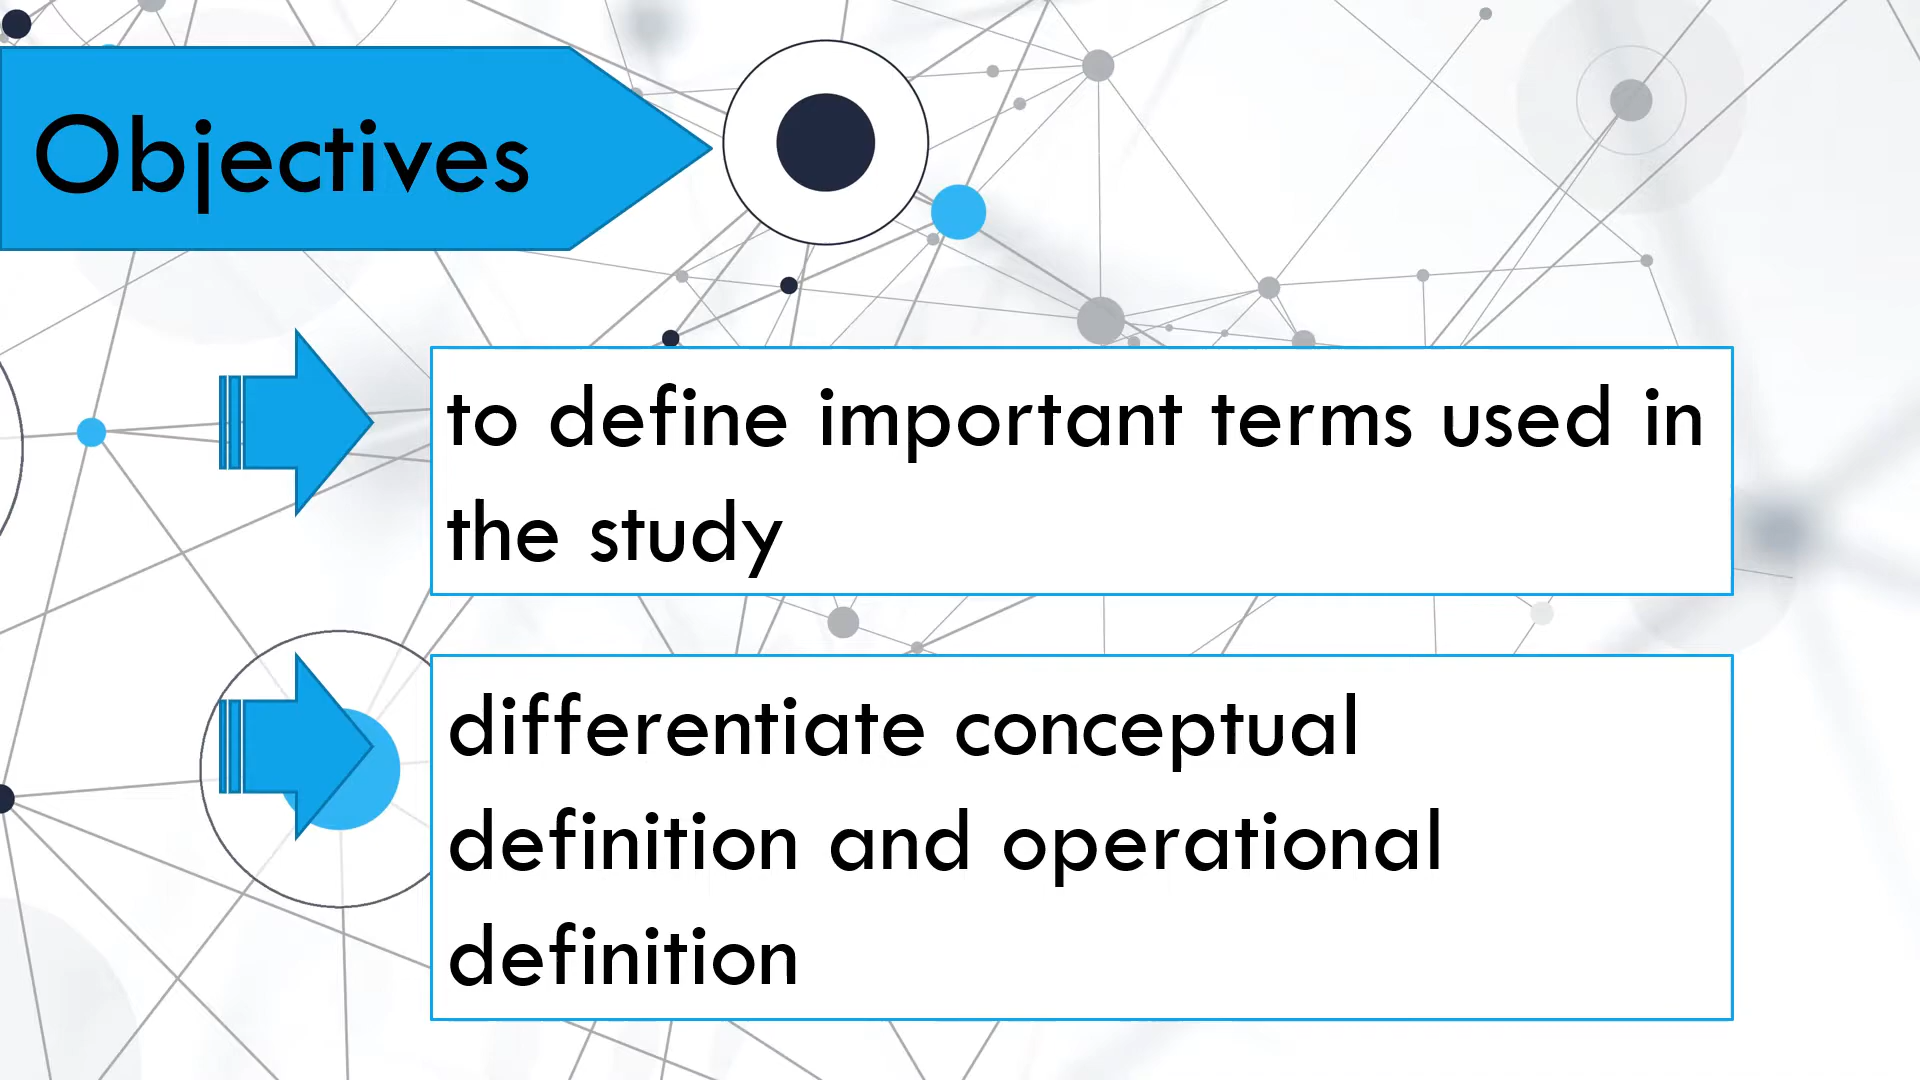 Objectives
to define important terms used in
the study
differentiate conceptual
definition and operational
definition